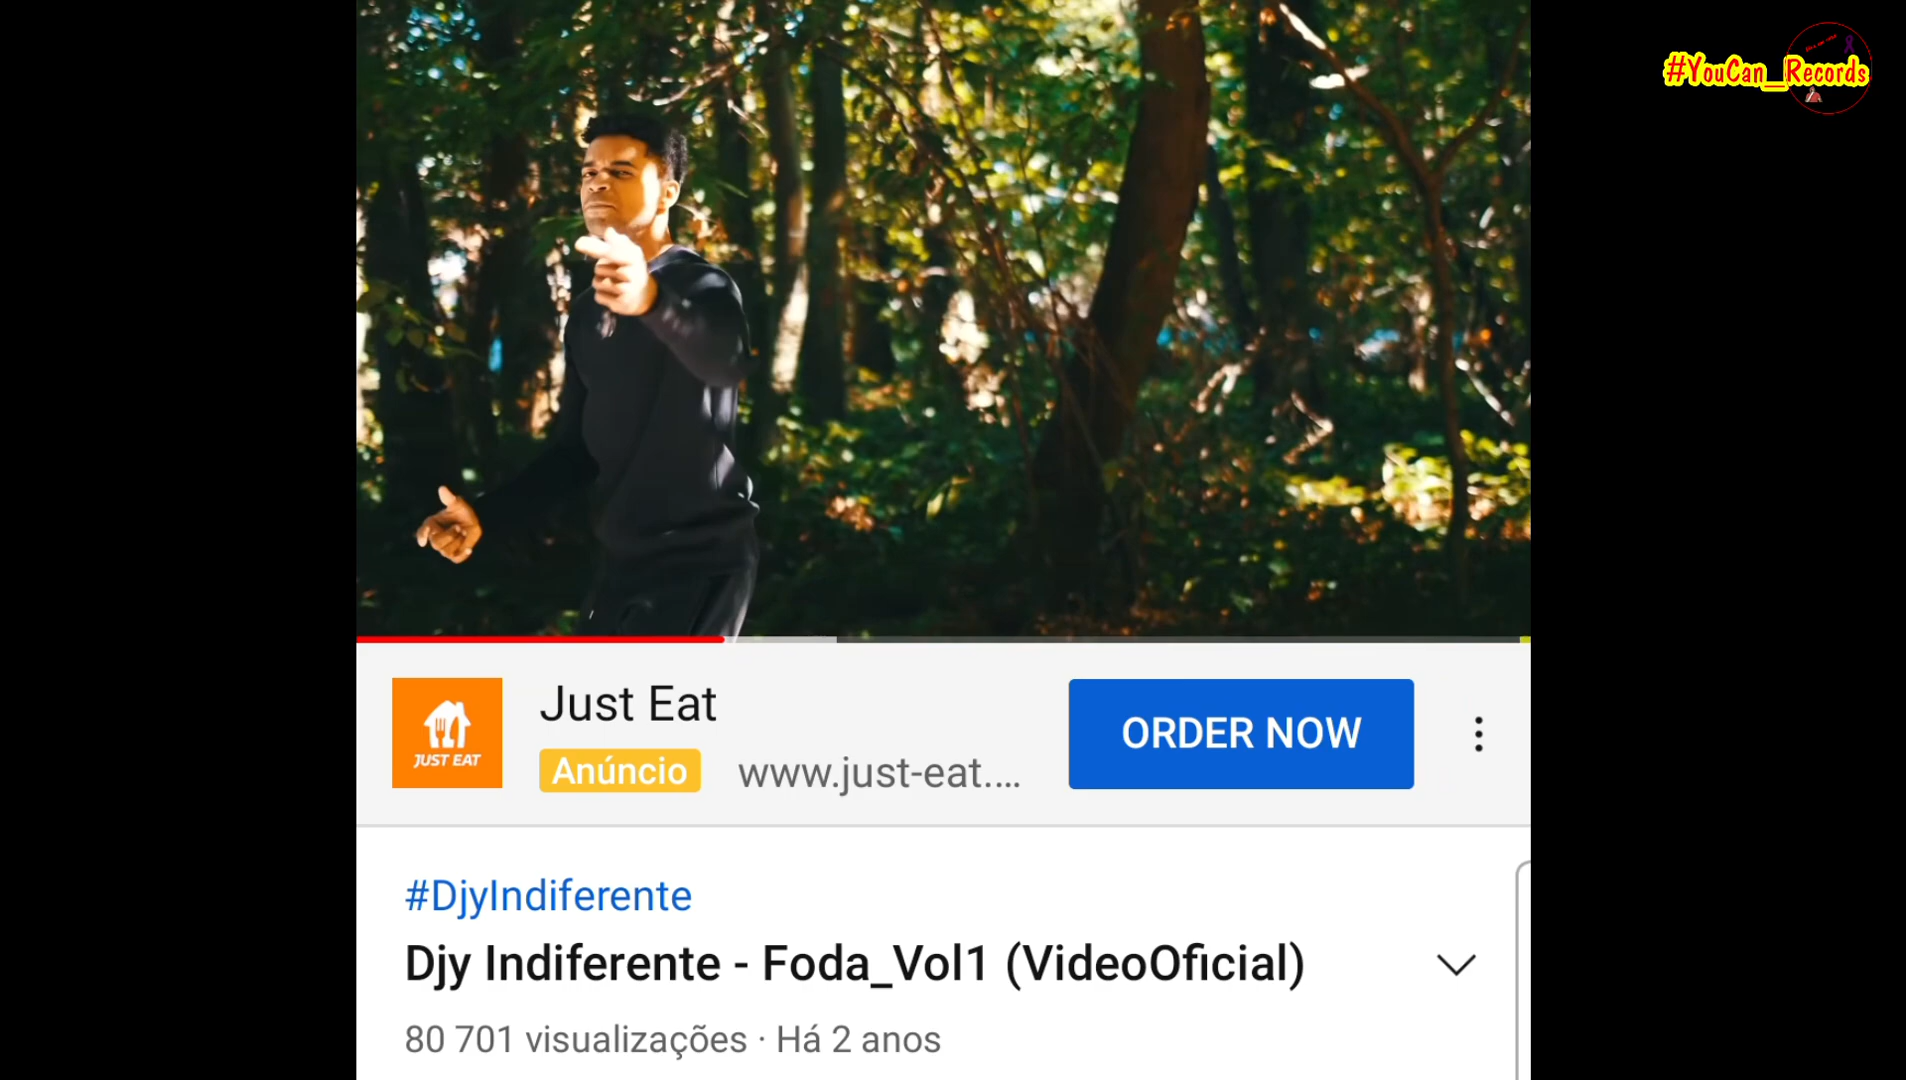 #YouCan_Records
Just Eat
JUST EAT
Anúncio www.just-eat....
ORDER NOW
#DjyIndiferente
Djy Indiferente - Foda_Vol1 (VideoOficial)
80 701 visualizações · Há 2 anos